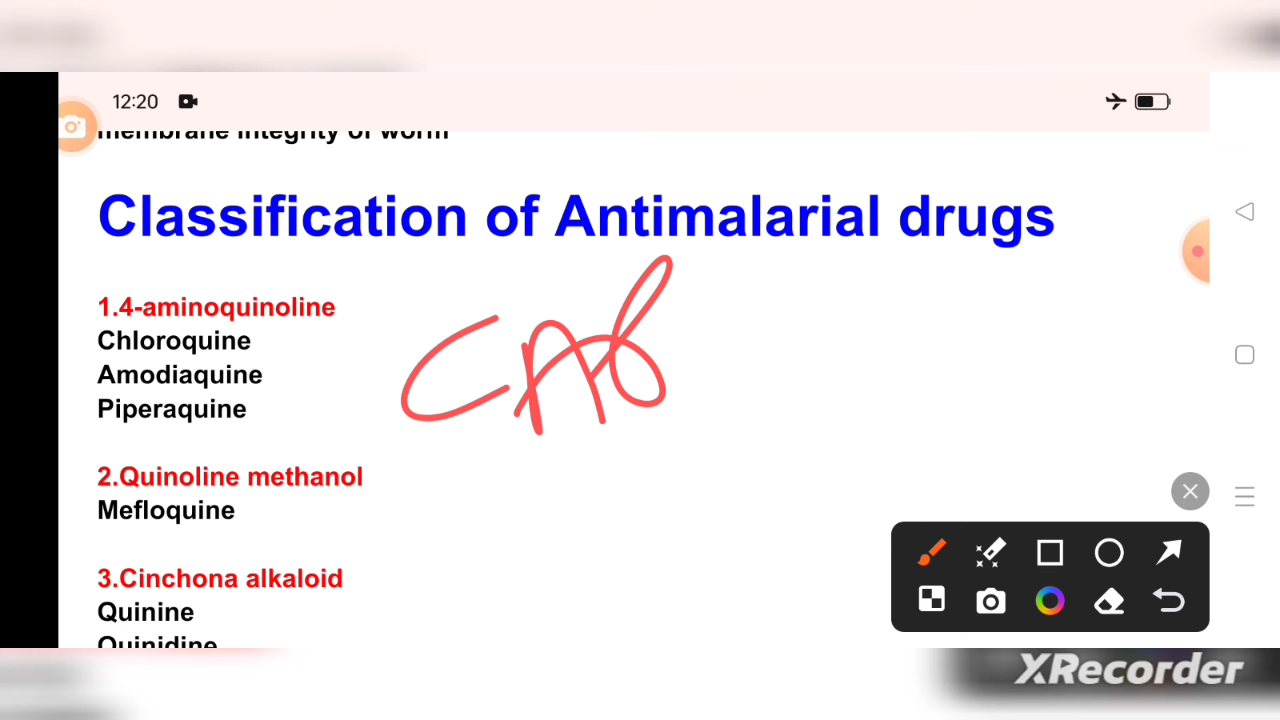 12:20
membrane integrity of worm
Classification of Antimalarial drugs
1.4-aminoquinoline
Chloroquine
Amodiaquine
Piperaquine
CAP
2.Quinoline methanol
Mefloquine
3.Cinchona alkaloid
Quinine
Quinidine
XRecorder